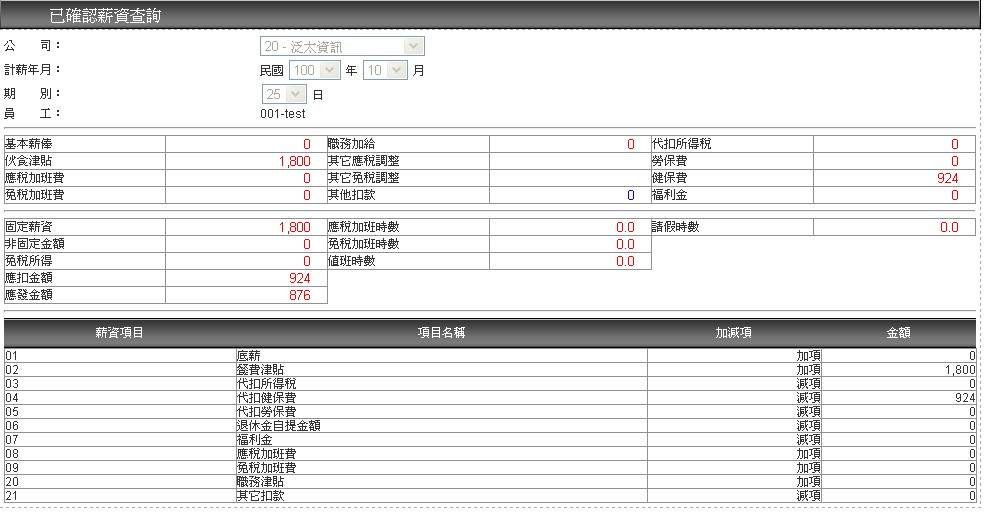 已確認薪資查詢
公 司： 20 - 泛太資訊
計薪年月： 民國 100 年 10 月
期 別： 25 日
員 工： 001-test
基本薪俸 0 職務加給 0 代扣所得稅 0
伙食津貼 1,800 其它應稅調整 勞保費 0
應稅加班費 0 其它免稅調整 健保費 924
免稅加班費 0 其他扣款 0 福利金 0
固定薪資 1,800 應稅加班時數 0.0 請假時數 0.0
非固定金額 0 免稅加班時數 0.0
免稅所得 0 值班時數 0.0
應扣金額 924
應發金額 876
薪資項目 項目名稱 加減項 金額
01 底薪 加項 0
02 餐費津貼 加項 1,800
03 代扣所得稅 減項 0
04 代扣健保費 減項 924
05 代扣勞保費 減項 0
06 退休金自提金額 減項 0
07 福利金 減項 0
08 應稅加班費 加項 0
09 免稅加班費 加項 0
20 職務津貼 加項 0
21 其它扣款 減項 0